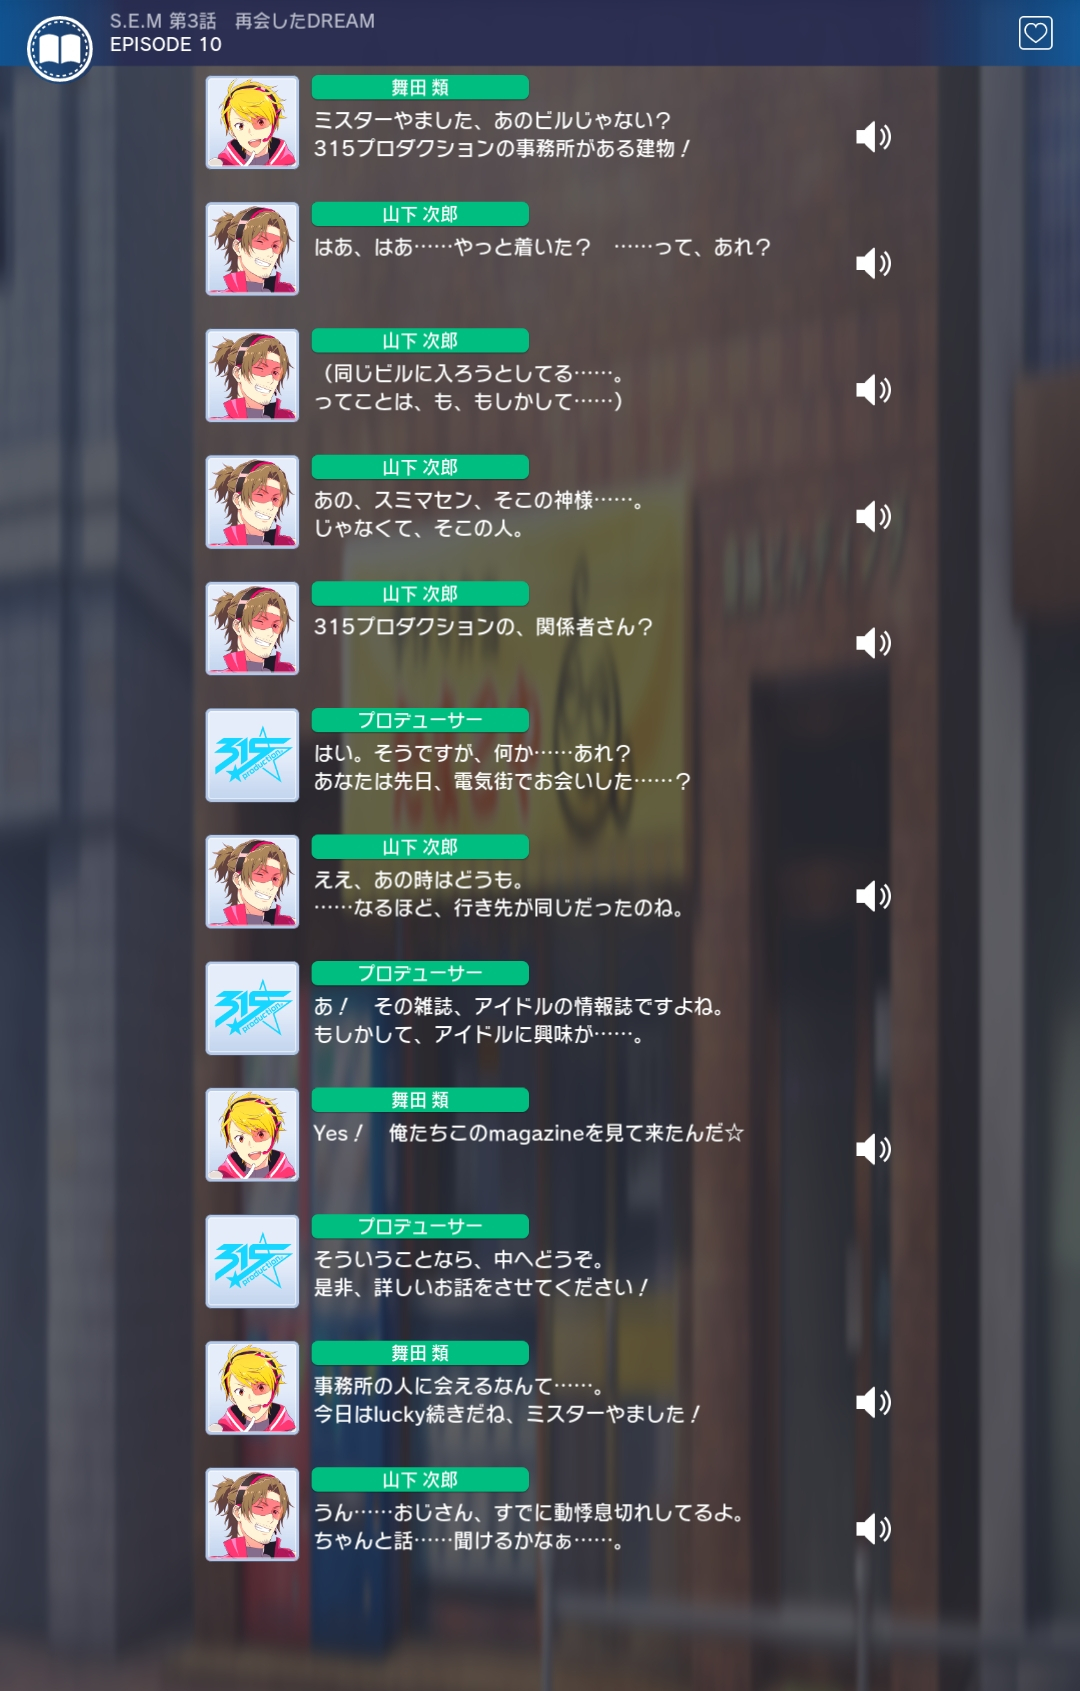 S.E.M 第3話　再会したDREAM
EPISODE 10
舞田 類
ミスターやました、あのビルじゃない？
315プロダクションの事務所がある建物！
山下 次郎
はあ、はあ……やっと着いた？　……って、あれ？
山下 次郎
（同じビルに入ろうとしてる……。
ってことは、も、もしかして……）
山下 次郎
あの、スミマセン、そこの神様……。
じゃなくて、そこの人。
山下 次郎
315プロダクションの、関係者さん？
315 production
プロデューサー
はい。そうですが、何か……あれ？
あなたは先日、電気街でお会いした……？
山下 次郎
ええ、あの時はどうも。
……なるほど、行き先が同じだったのね。
315 production
プロデューサー
あ！　その雑誌、アイドルの情報誌ですよね。
もしかして、アイドルに興味が……。
舞田 類
Yes！　俺たちこのmagazineを見て来たんだ☆
315 production
プロデューサー
そういうことなら、中へどうぞ。
是非、詳しいお話をさせてください！
舞田 類
事務所の人に会えるなんて……。
今日はlucky続きだね、ミスターやました！
山下 次郎
うん……おじさん、すでに動悸息切れしてるよ。
ちゃんと話……聞けるかなぁ……。